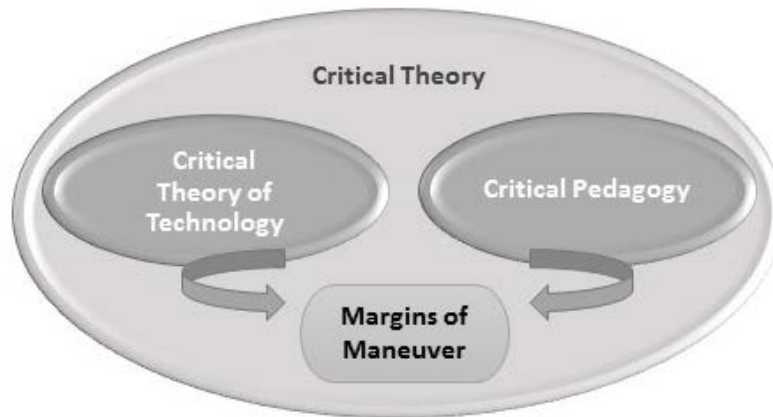 Critical Theory
Critical
Theory of
Technology
Critical Pedagogy
Margins of
Maneuver